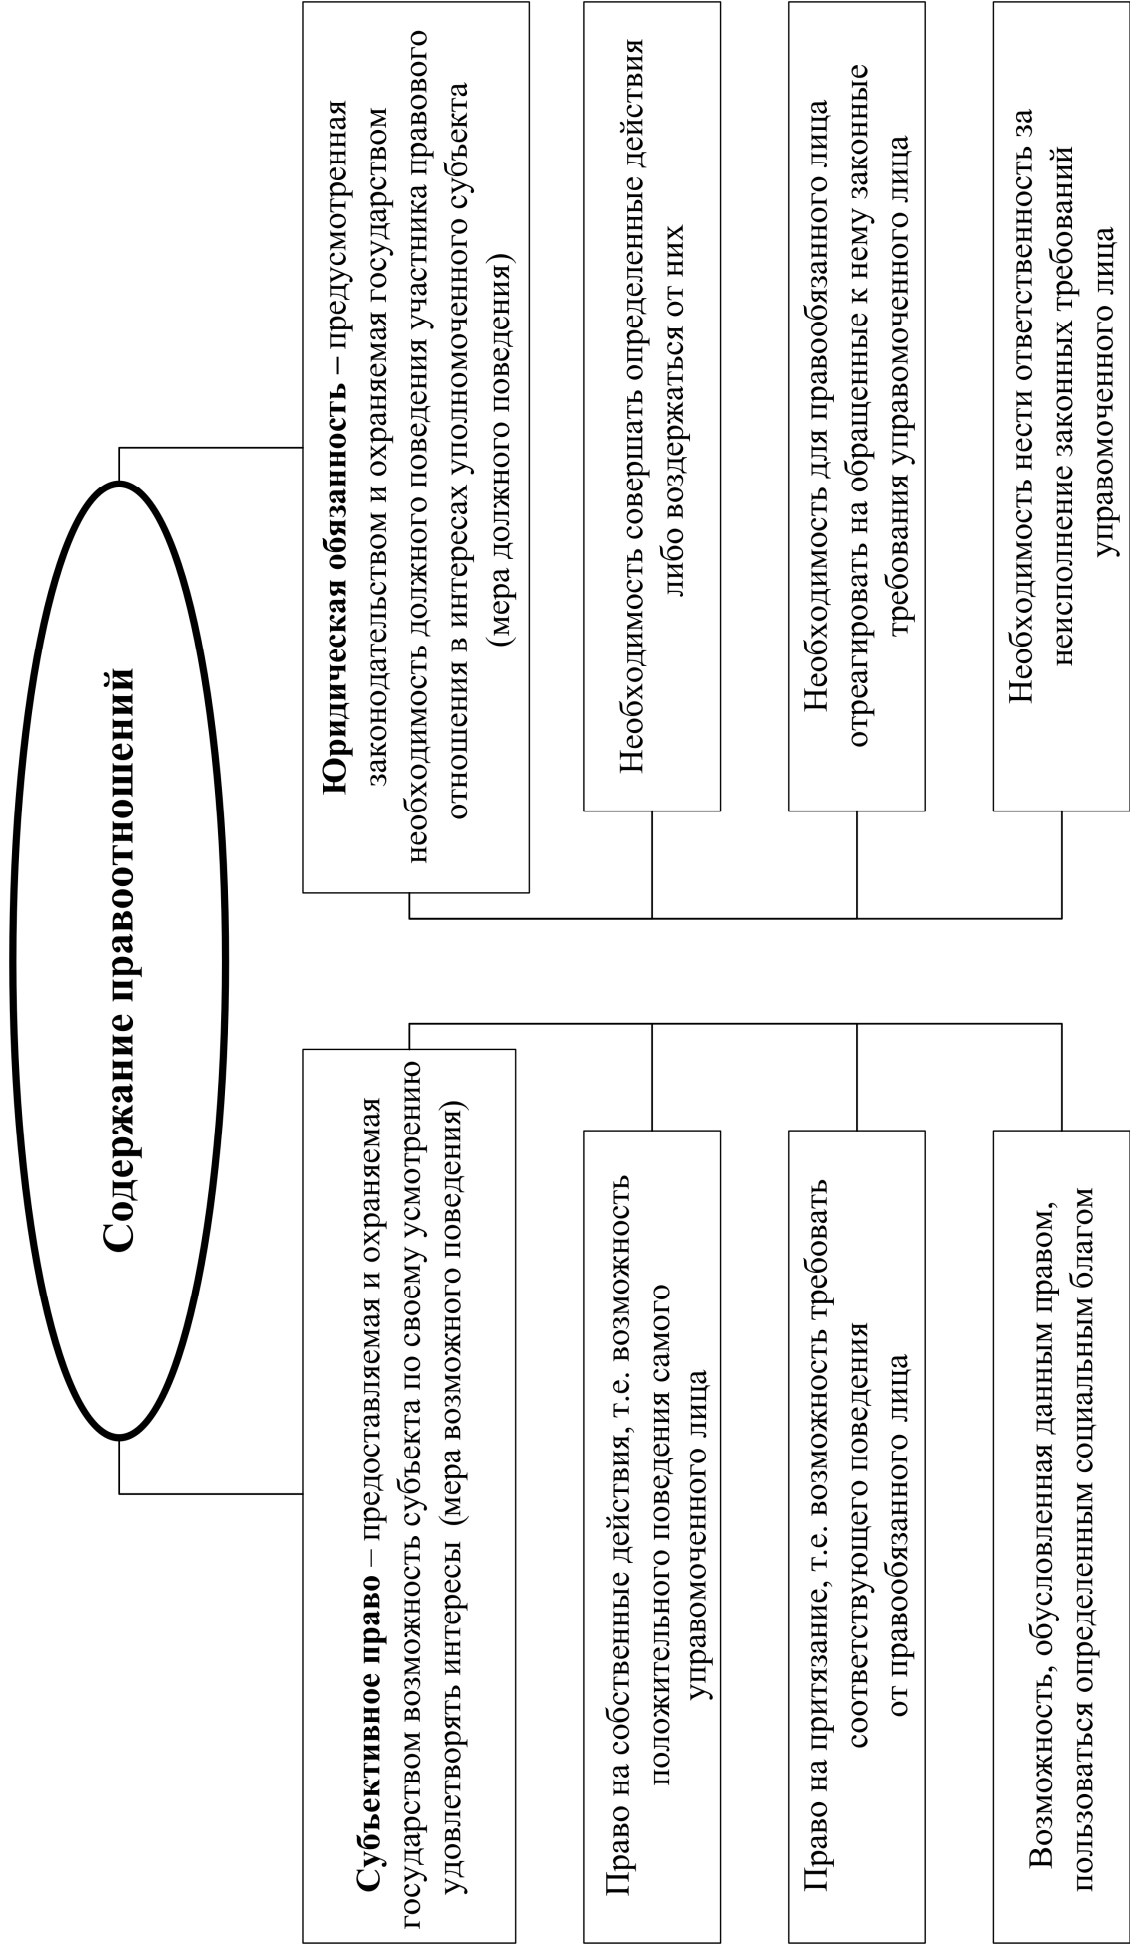 Содержание правоотношений
Субъективное право – предоставляемая и охраняемая
государством возможность субъекта по своему усмотрению
удовлетворять интересы (мера возможного поведения)
Право на собственные действия, т.е. возможность
положительного поведения самого
управомоченного лица
Право на притязание, т.е. возможность требовать
соответствующего поведения
от правообязанного лица
Возможность, обусловленная данным правом,
пользоваться определенным социальным благом
Юридическая обязанность – предусмотренная
законодательством и охраняемая государством
необходимость должного поведения участника правового
отношения в интересах уполномоченного субъекта
(мера должного поведения)
Необходимость совершать определенные действия
либо воздержаться от них
Необходимость для правообязанного лица
отреагировать на обращенные к нему законные
требования управомоченного лица
Необходимость нести ответственность за
неисполнение законных требований
управомоченного лица